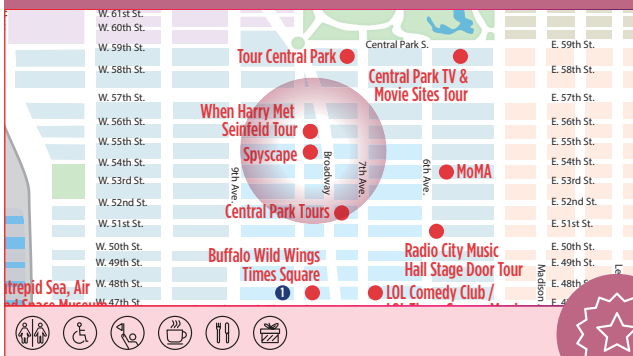 W. 61st St.
W. 60th St.
W. 59th St.
Central Park S.
E. 59th St.
Tour Central Park
W. 58th St.
E. 58th St.
Central Park TV &
Movie Sites Tour
W. 57th St.
E. 57th St.
When Harry Met
Seinfeld Tour
W. 56th St.
E. 56th St.
W. 55th St.
E. 55th St.
Spyscape
W. 54th St.
E. 54th St.
9th Ave.
Broadway
7th Ave.
6th Ave.
MoMA
W. 53rd St.
E. 53rd St.
W. 52nd St.
E. 52nd St.
Central Park Tours
W. 51st St.
E. 51st St.
W. 50th St.
E. 50th St.
Buffalo Wild Wings
Times Square
Radio City Music
Hall Stage Door Tour
W. 49th St.
E. 49th St.
Madison
W. 48th St.
E. 48th St.
ntrepid Sea, Air
1
LOL Comedy Club /
W. 47th St.